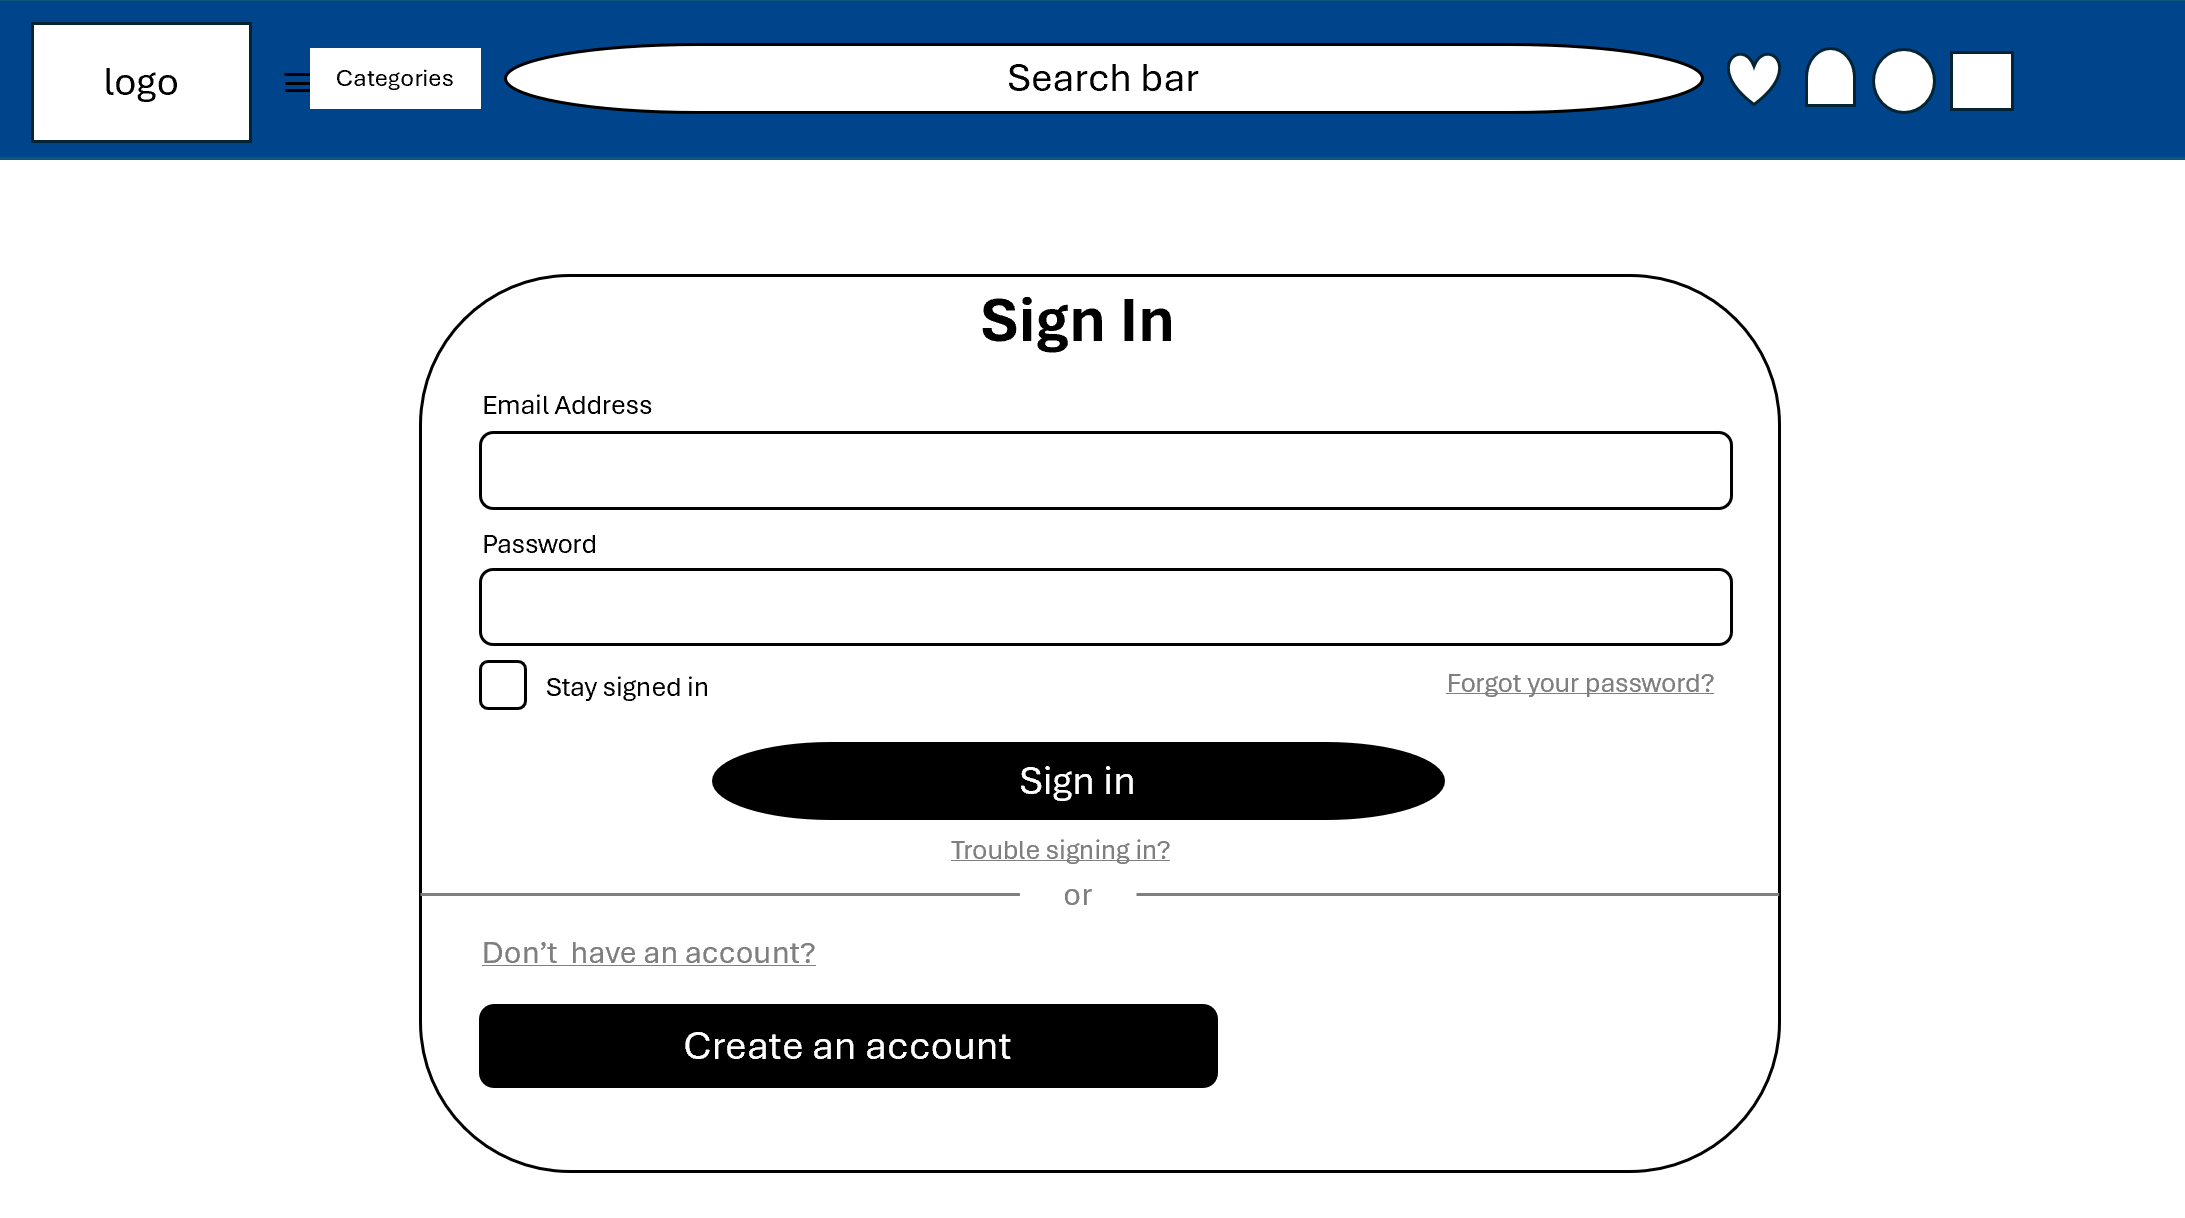 logo
Categories
Search bar
Sign In
Email Address
Password
Stay signed in
Forgot your password?
Sign in
Trouble signing in?
or
Don’t  have an account?
Create an account